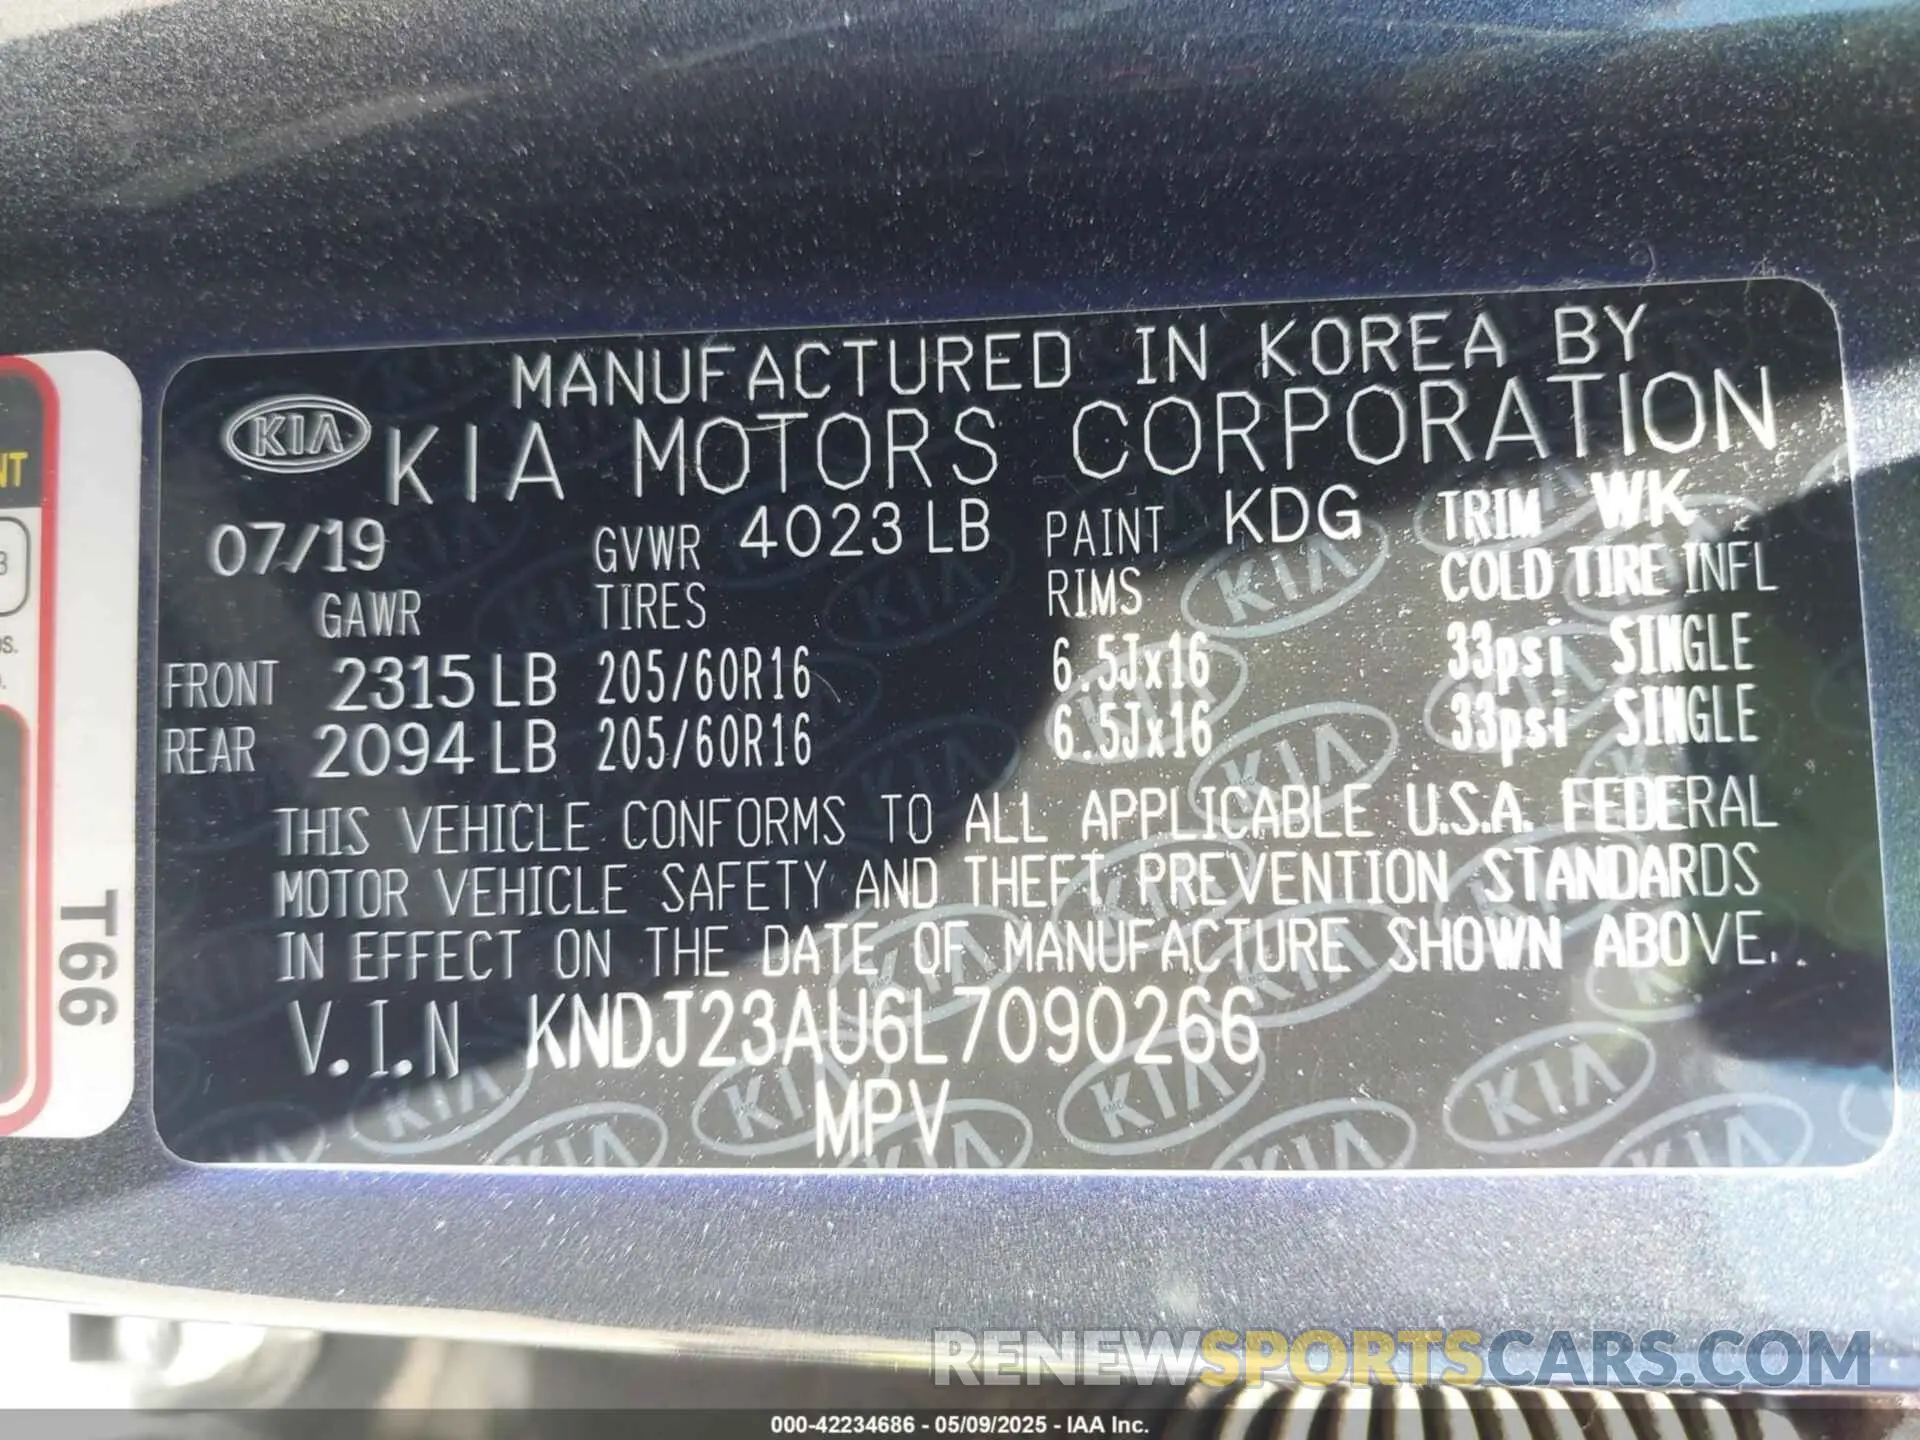 MANUFACTURED IN KOREA BY
KIA KIA MOTORS CORPORATION
07/19 GVWR 4023 LB PAINT KDG TRIM WK
GAWR TIRES RIMS COLD TIRE INFL
FRONT 2315 LB 205/60R16 6.5Jx16 33psi SINGLE
REAR 2094 LB 205/60R16 6.5Jx16 33psi SINGLE
THIS VEHICLE CONFORMS TO ALL APPLICABLE U.S.A. FEDERAL
MOTOR VEHICLE SAFETY AND THEFT PREVENTION STANDARDS
IN EFFECT ON THE DATE OF MANUFACTURE SHOWN ABOVE.
V.I.N KNDJ23AU6L7090266
MPV
T66
RENEWSPORTSCARS.COM
000-42234686 - 05/09/2025 - IAA Inc.